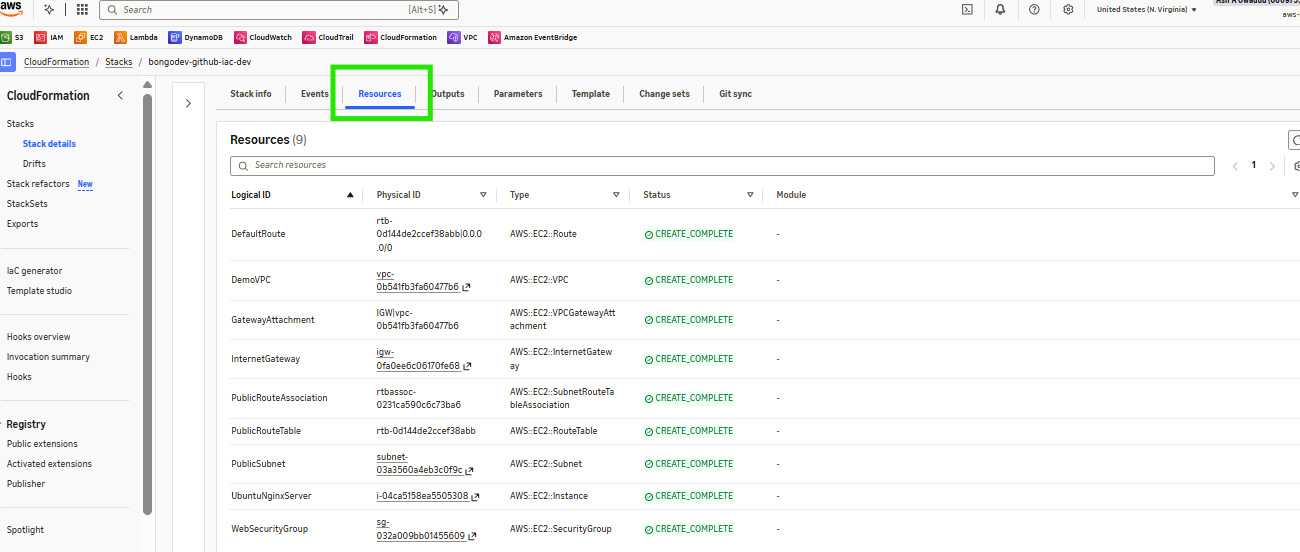 aws
Search
[Alt+S]
United States (N. Virginia)
aws-
S3
IAM
EC2
Lambda
DynamoDB
CloudWatch
CloudTrail
CloudFormation
VPC
Amazon EventBridge
CloudFormation / Stacks / bongodev-github-iac-dev
CloudFormation
Stacks
Stack details
Drifts
Stack refactors New
StackSets
Exports
IaC generator
Template studio
Hooks overview
Invocation summary
Hooks
Registry
Public extensions
Activated extensions
Publisher
Spotlight
Stack info
Events
Resources
Outputs
Parameters
Template
Change sets
Git sync
Resources (9)
Search resources
1
Logical ID
Physical ID
Type
Status
Module
DefaultRoute
rtb-
0d144de2ccef38abb|0.0.0
.0/0
AWS::EC2::Route
CREATE_COMPLETE
-
DemoVPC
vpc-
0b541fb3fa60477b6
AWS::EC2::VPC
CREATE_COMPLETE
-
GatewayAttachment
IGW|vpc-
0b541fb3fa60477b6
AWS::EC2::VPCGatewayAtt
achment
CREATE_COMPLETE
-
InternetGateway
igw-
0fa0ee6c06170fe68
AWS::EC2::InternetGatew
ay
CREATE_COMPLETE
-
PublicRouteAssociation
rtbassoc-
0231ca590c6c73ba6
AWS::EC2::SubnetRouteTa
bleAssociation
CREATE_COMPLETE
-
PublicRouteTable
rtb-0d144de2ccef38abb
AWS::EC2::RouteTable
CREATE_COMPLETE
-
PublicSubnet
subnet-
03a3560a4eb3c0f9c
AWS::EC2::Subnet
CREATE_COMPLETE
-
UbuntuNginxServer
i-04ca5158ea5505308
AWS::EC2::Instance
CREATE_COMPLETE
-
WebSecurityGroup
sg-
032a009bb01455609
AWS::EC2::SecurityGroup
CREATE_COMPLETE
-